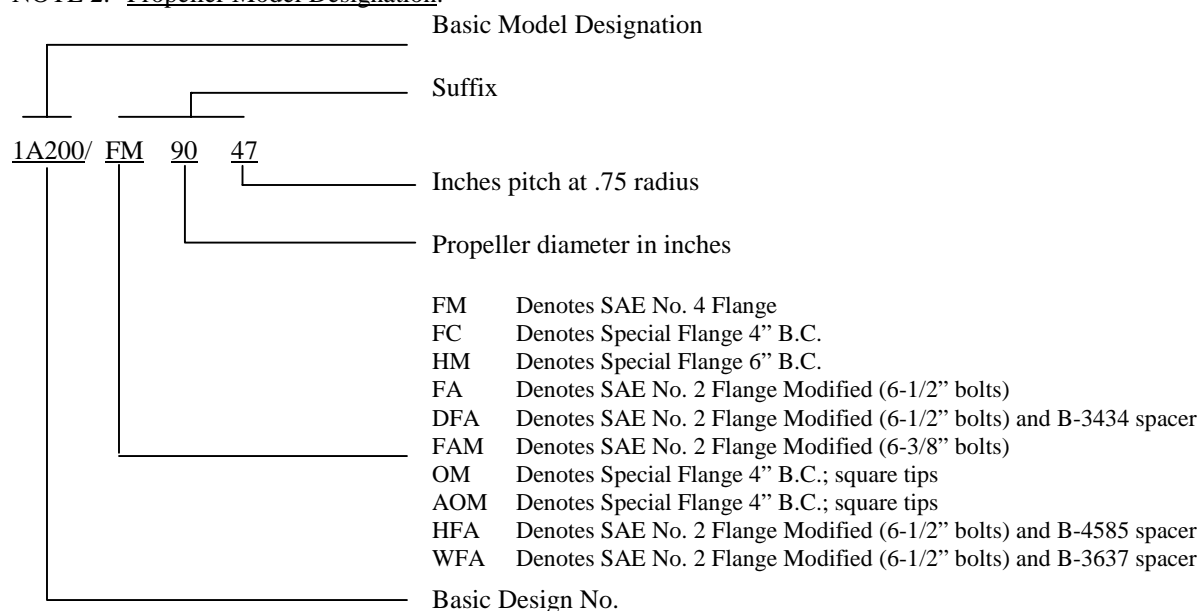 NOTE 2. Propeller Model Designation.
Basic Model Designation
Suffix
1A200/ FM 90 47
Inches pitch at .75 radius
Propeller diameter in inches
FM Denotes SAE No. 4 Flange
FC Denotes Special Flange 4” B.C.
HM Denotes Special Flange 6” B.C.
FA Denotes SAE No. 2 Flange Modified (6-1/2” bolts)
DFA Denotes SAE No. 2 Flange Modified (6-1/2” bolts) and B-3434 spacer
FAM Denotes SAE No. 2 Flange Modified (6-3/8” bolts)
OM Denotes Special Flange 4” B.C.; square tips
AOM Denotes Special Flange 4” B.C.; square tips
HFA Denotes SAE No. 2 Flange Modified (6-1/2” bolts) and B-4585 spacer
WFA Denotes SAE No. 2 Flange Modified (6-1/2” bolts) and B-3637 spacer
Basic Design No.